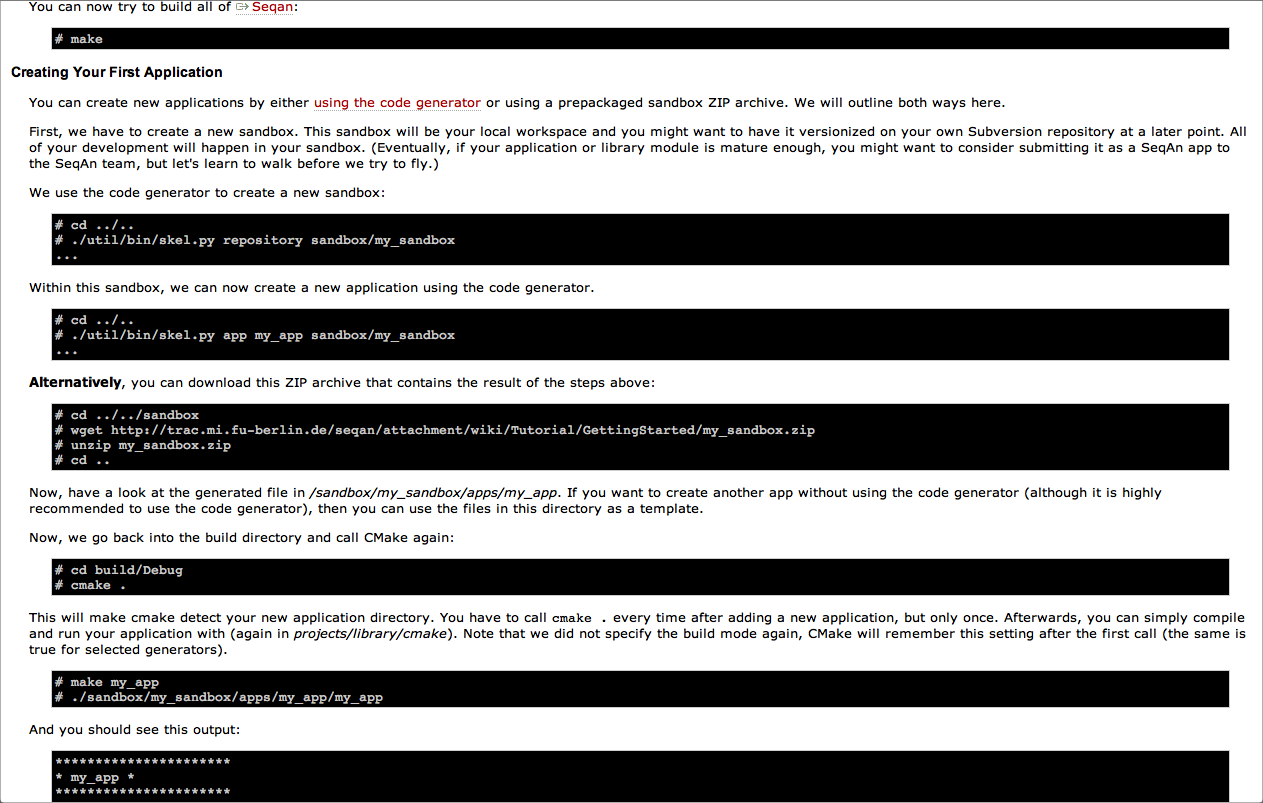 You can now try to build all of Seqan:
# make
Creating Your First Application
You can create new applications by either using the code generator or using a prepackaged sandbox ZIP archive. We will outline both ways here.
First, we have to create a new sandbox. This sandbox will be your local workspace and you might want to have it versionized on your own Subversion repository at a later point. All
of your development will happen in your sandbox. (Eventually, if your application or library module is mature enough, you might want to consider submitting it as a SeqAn app to
the SeqAn team, but let's learn to walk before we try to fly.)
We use the code generator to create a new sandbox:
# cd ../..
# ./util/bin/skel.py repository sandbox/my_sandbox
...
Within this sandbox, we can now create a new application using the code generator.
# cd ../..
# ./util/bin/skel.py app my_app sandbox/my_sandbox
...
Alternatively, you can download this ZIP archive that contains the result of the steps above:
# cd ../../sandbox
# wget http://trac.mi.fu-berlin.de/seqan/attachment/wiki/Tutorial/GettingStarted/my_sandbox.zip
# unzip my_sandbox.zip
# cd ..
Now, have a look at the generated file in /sandbox/my_sandbox/apps/my_app. If you want to create another app without using the code generator (although it is highly
recommended to use the code generator), then you can use the files in this directory as a template.
Now, we go back into the build directory and call CMake again:
# cd build/Debug
# cmake .
This will make cmake detect your new application directory. You have to call cmake . every time after adding a new application, but only once. Afterwards, you can simply compile
and run your application with (again in projects/library/cmake). Note that we did not specify the build mode again, CMake will remember this setting after the first call (the same is
true for selected generators).
# make my_app
# ./sandbox/my_sandbox/apps/my_app/my_app
And you should see this output:
**********************
* my_app *
**********************